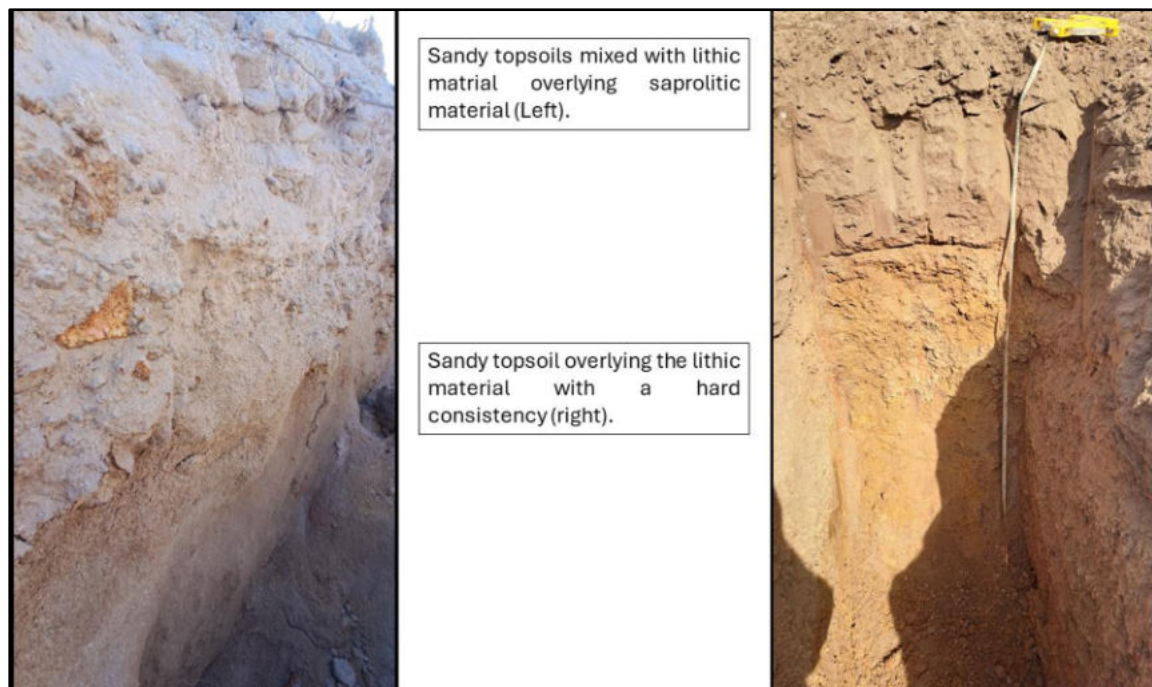 Sandy topsoils mixed with lithic
matrial overlying saprolitic
material (Left).
Sandy topsoil overlying the lithic
material with a hard
consistency (right).